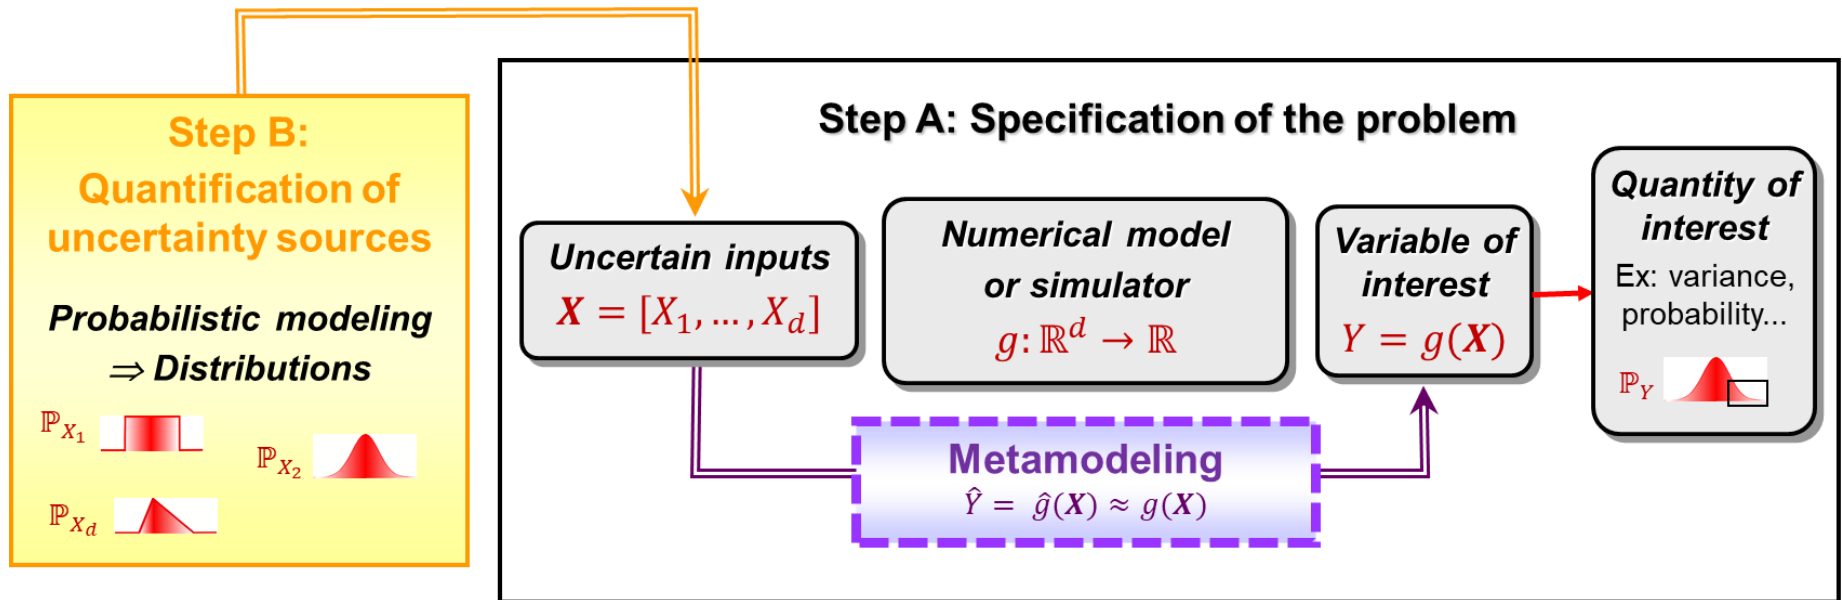 Step B:
Quantification of
uncertainty sources
Probabilistic modeling
⇒ Distributions
ℙ_{X_1}
ℙ_{X_2}
ℙ_{X_d}
Step A: Specification of the problem
Uncertain inputs
X = [X_1, …, X_d]
Numerical model
or simulator
g: ℝ^d → ℝ
Variable of
interest
Y = g(X)
Quantity of
interest
Ex: variance,
probability...
ℙ_Y
Metamodeling
Ŷ = ĝ(X) ≈ g(X)